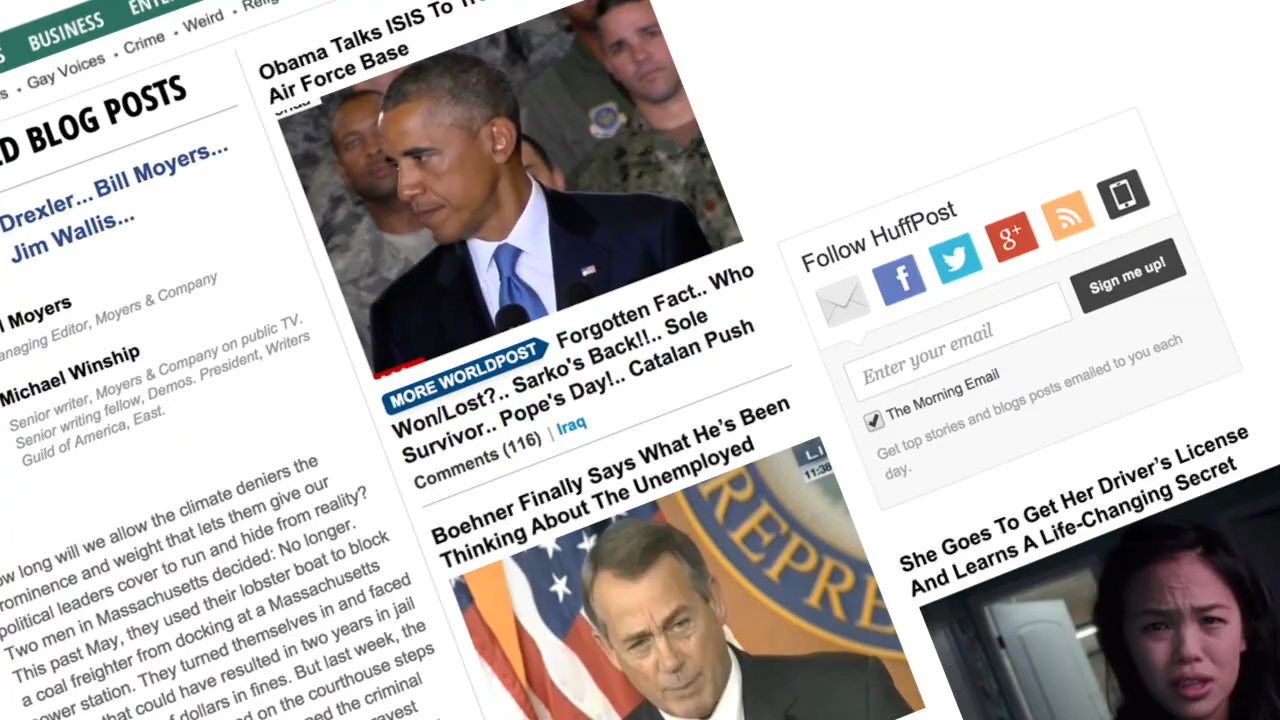 BUSINESS
Gay Voices • Crime • Weird •
BLOG POSTS
Drexler... Bill Moyers...
Jim Wallis...
Moyers
Editor, Moyers & Company
Michael Winship
Senior writer, Moyers & Company on public TV.
Senior writing fellow, Demos. President, Writers
Guild of America, East.
long will we allow the climate deniers the
and weight that lets them give our
political leaders cover to run and hide from reality?
Two men in Massachusetts decided: No longer.
This past May, they used their lobster boat to block
a coal freighter from docking at a Massachusetts
station. They turned themselves in and faced
that could have resulted in two years in jail
of dollars in fines. But last week, the
on the courthouse steps
the criminal
Obama Talks ISIS To
Air Force Base
MORE WORLDPOST Forgotten Fact.. Who
Won/Lost?.. Sarko's Back!!.. Sole
Survivor.. Pope's Day!.. Catalan Push
Comments (116) | Iraq
Boehner Finally Says What He's Been
Thinking About The Unemployed
11:38
REPRE
Follow HuffPost
f
g+
Enter your email
Sign me up!
The Morning Email
Get top stories and blogs posts emailed to you each
day.
She Goes To Get Her Driver's License
And Learns A Life-Changing Secret